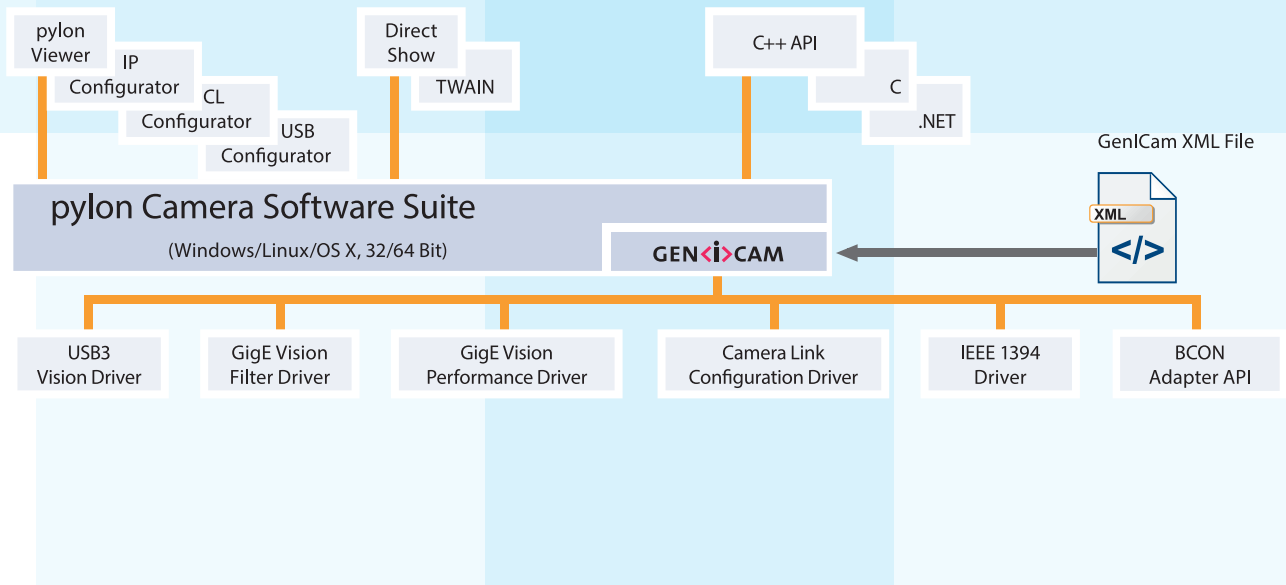 pylon
Viewer
IP
Configurator
CL
Configurator
USB
Configurator
Direct
Show
TWAIN
C++ API
C
.NET
GenICam XML File
XML
</>
pylon Camera Software Suite
(Windows/Linux/OS X, 32/64 Bit)
GEN<i>CAM
USB3
Vision Driver
GigE Vision
Filter Driver
GigE Vision
Performance Driver
Camera Link
Configuration Driver
IEEE 1394
Driver
BCON
Adapter API